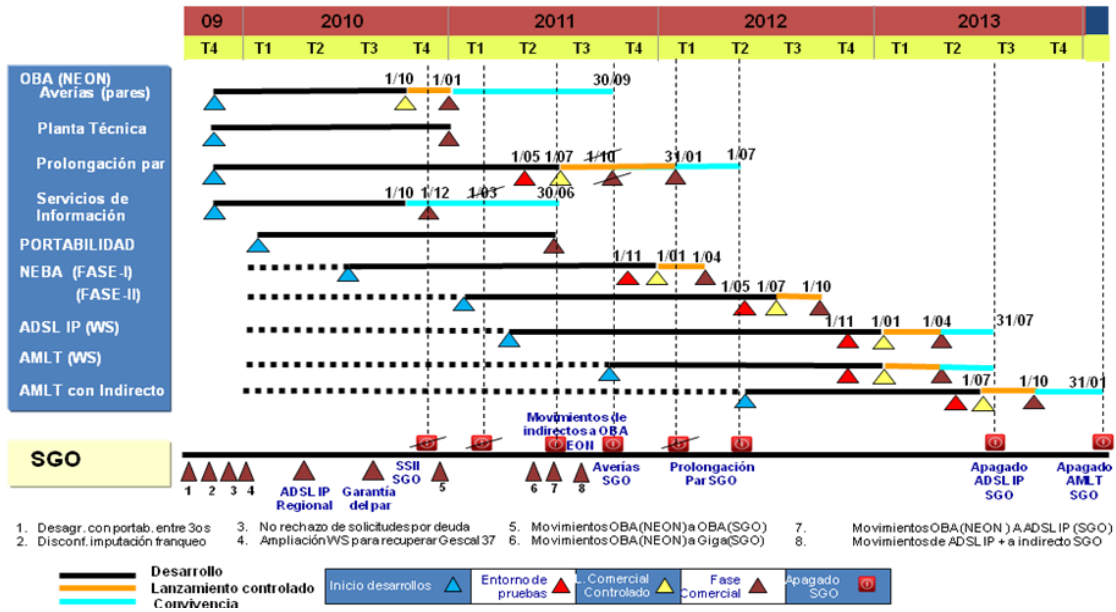 09 2010 2011 2012 2013
T4 T1 T2 T3 T4 T1 T2 T3 T4 T1 T2 T3 T4 T1 T2 T3 T4
OBA (NEON)
Averías (pares)
1/10 1/01 30/09
Planta Técnica
Prolongación par
1/05 1/07 1/10 31/01 1/07
Servicios de
Información
1/10 1/12 1/03 30/06
PORTABILIDAD
NEBA (FASE-I)
1/11 1/01 1/04
(FASE-II)
1/05 1/07 1/10
ADSL IP (WS)
1/11 1/01 1/04 31/07
AMLT (WS)
AMLT con Indirecto
1/07 1/10 31/01
Movimientos de
indirectos a OBA
EON
SGO
1 2 3 4 5 6 7 8
ADSL IP
Regional
Garantía
del par
SSII
SGO
Averías
SGO
Prolongación
Par SGO
Apagado
ADSL IP
SGO
Apagado
AMLT
SGO
1. Desagr. con portab. entre 3os
2. Disconf. imputación franqueo
3. No rechazo de solicitudes por deuda
4. Ampliación WS para recuperar Gescal 37
5. Movimientos OBA(NEON) a OBA(SGO)
6. Movimientos OBA(NEON) a Giga(SGO)
7. Movimientos OBA(NEON ) A ADSL IP (SGO)
8. Movimientos de ADSL IP + a indirecto SGO
Desarrollo
Lanzamiento controlado
Convivencia
Inicio desarrollos
Entorno de
pruebas
L. Comercial
Controlado
Fase
Comercial
Apagado
SGO